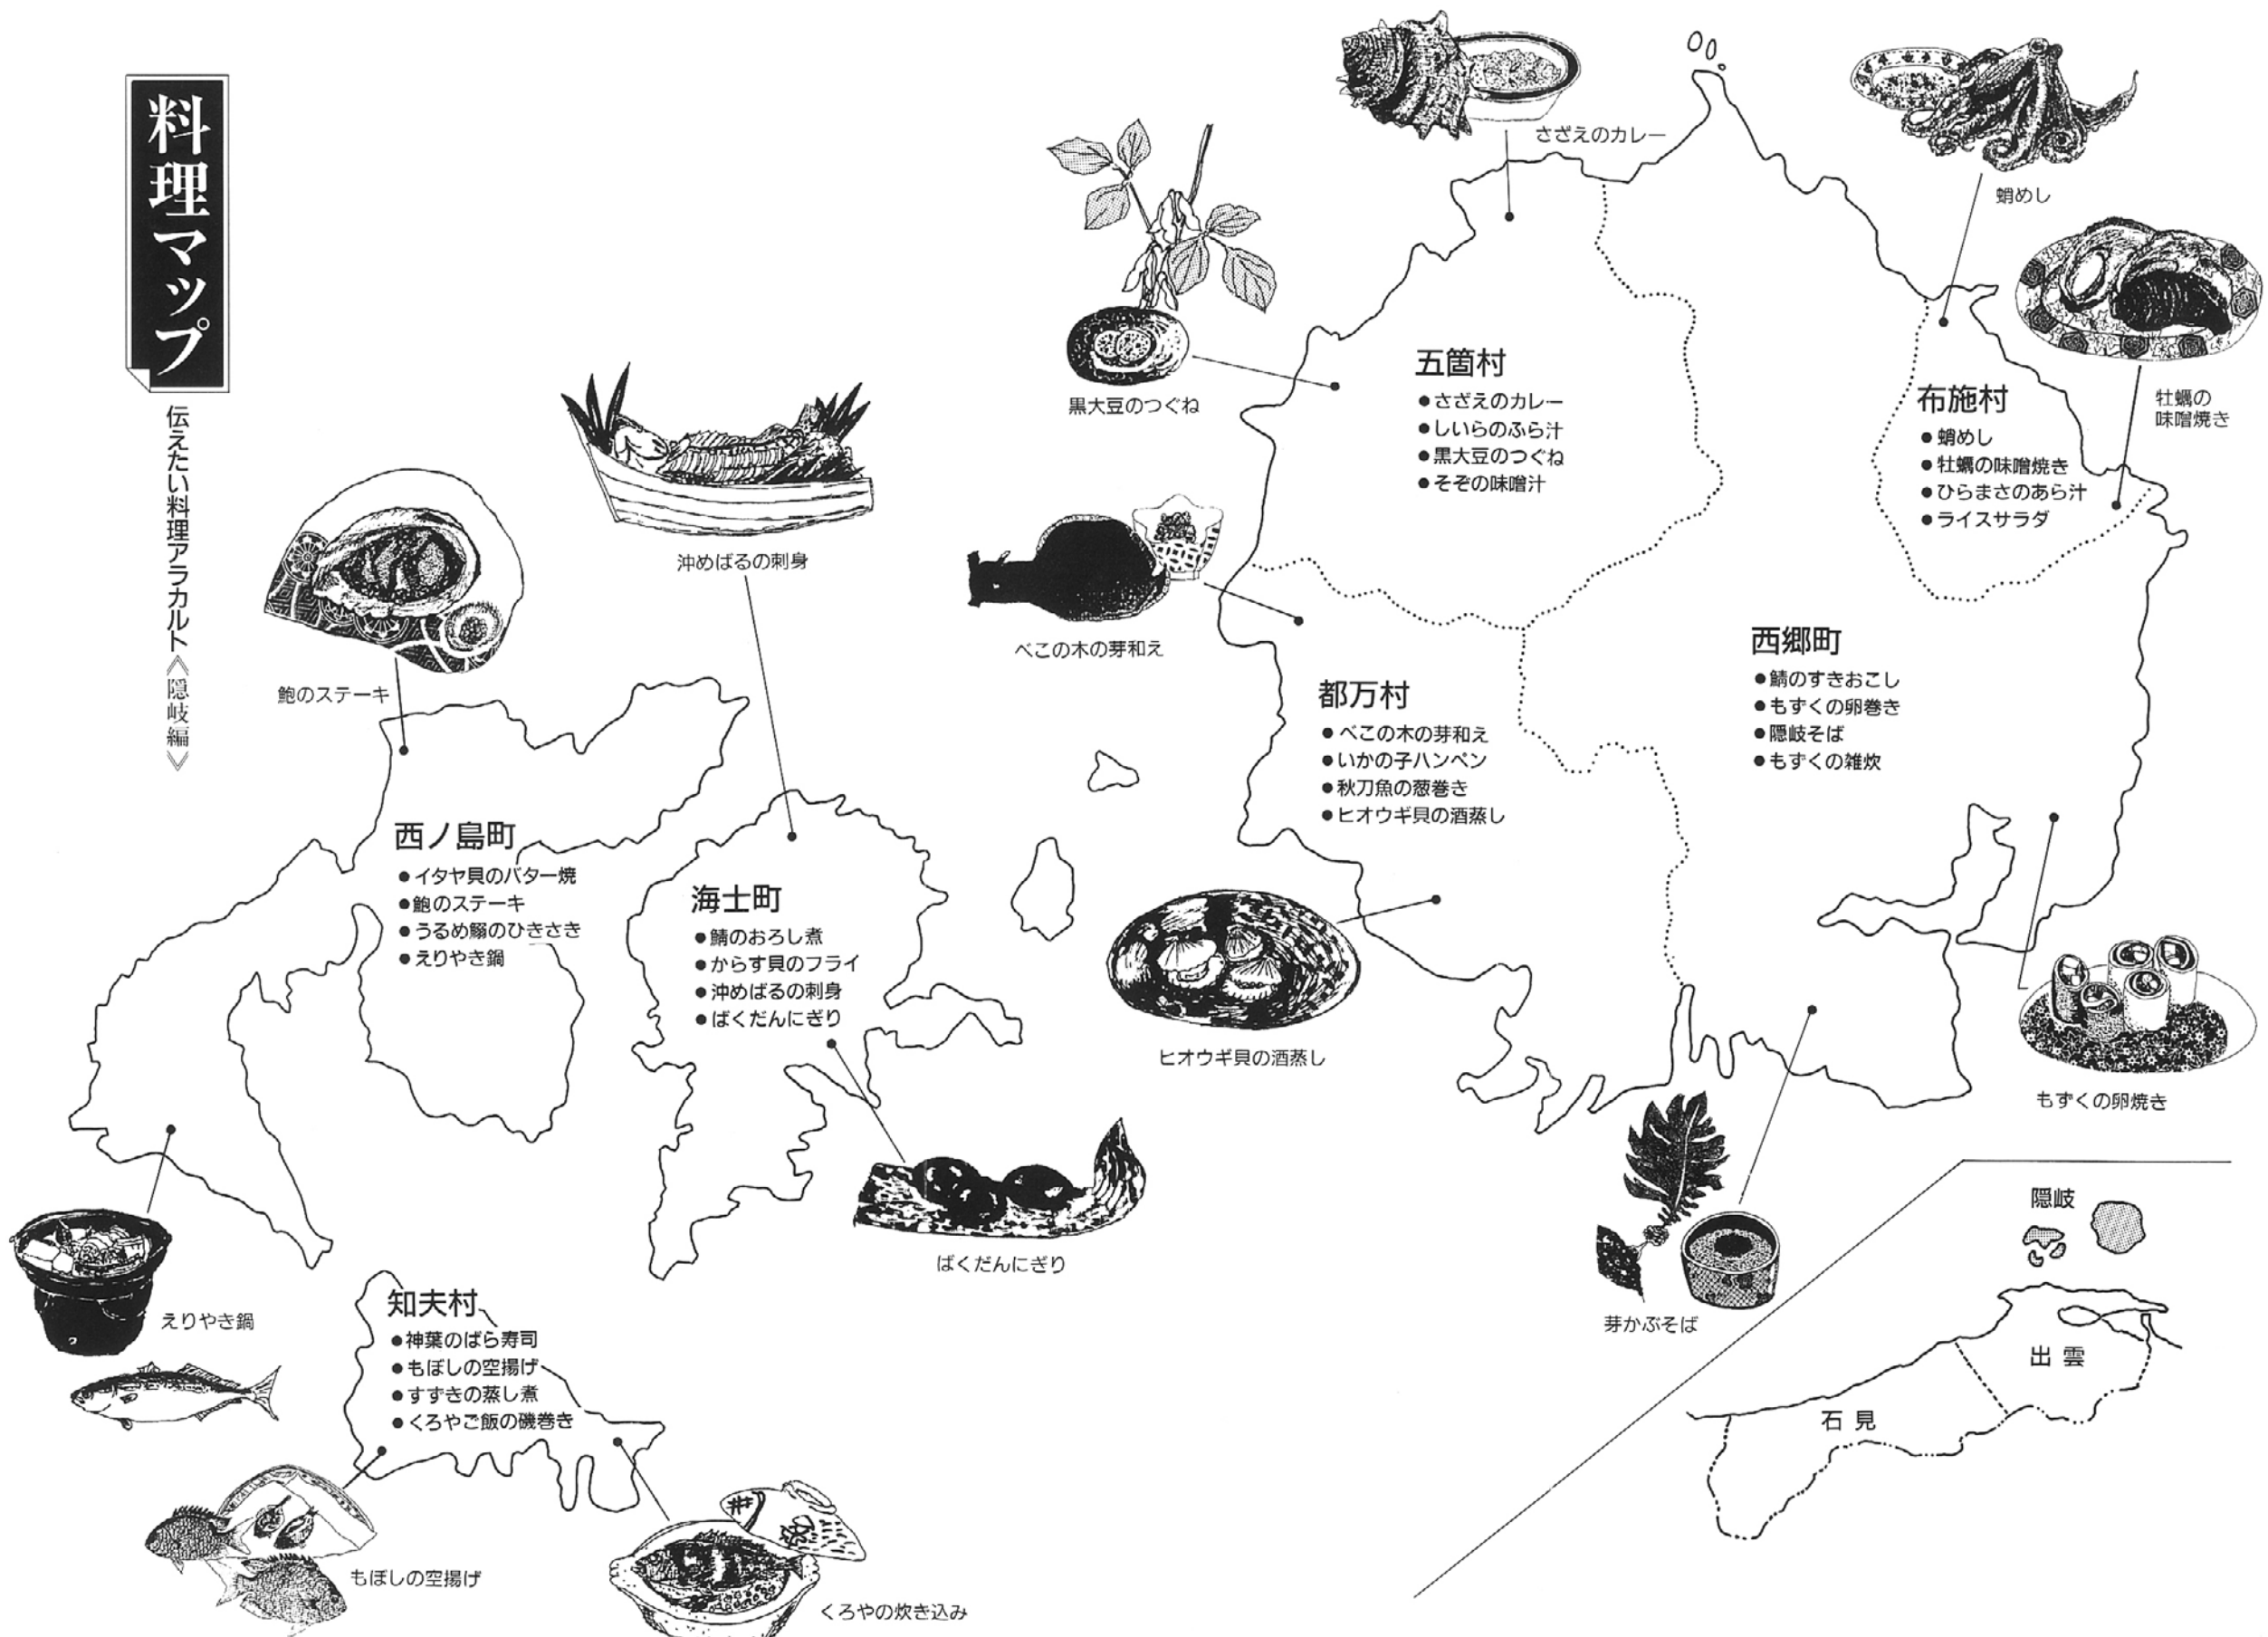 料理マップ
伝えたい料理アラカルト《隠岐編》
さざえのカレー
蛸めし
牡蠣の
味噌焼き
黒大豆のつぐね
沖めばるの刺身
べこの木の芽和え
鮑のステーキ
五箇村
●さざえのカレー
●しいらのふら汁
●黒大豆のつぐね
●そぞの味噌汁
布施村
●蛸めし
●牡蠣の味噌焼き
●ひらまさのあら汁
●ライスサラダ
西郷町
●鯖のすきおこし
●もずくの卵巻き
●隠岐そば
●もずくの雑炊
都万村
●べこの木の芽和え
●いかの子ハンペン
●秋刀魚の葱巻き
●ヒオウギ貝の酒蒸し
西ノ島町
●イタヤ貝のバター焼
●鮑のステーキ
●うるめ鰯のひきさき
●えりやき鍋
海士町
●鯖のおろし煮
●からす貝のフライ
●沖めばるの刺身
●ばくだんにぎり
ヒオウギ貝の酒蒸し
もずくの卵焼き
ばくだんにぎり
芽かぶそば
えりやき鍋
知夫村
●神葉のばら寿司
●もぼしの空揚げ
●すずきの蒸し煮
●くろやご飯の磯巻き
もぼしの空揚げ
くろやの炊き込み
隠岐
出雲
石見